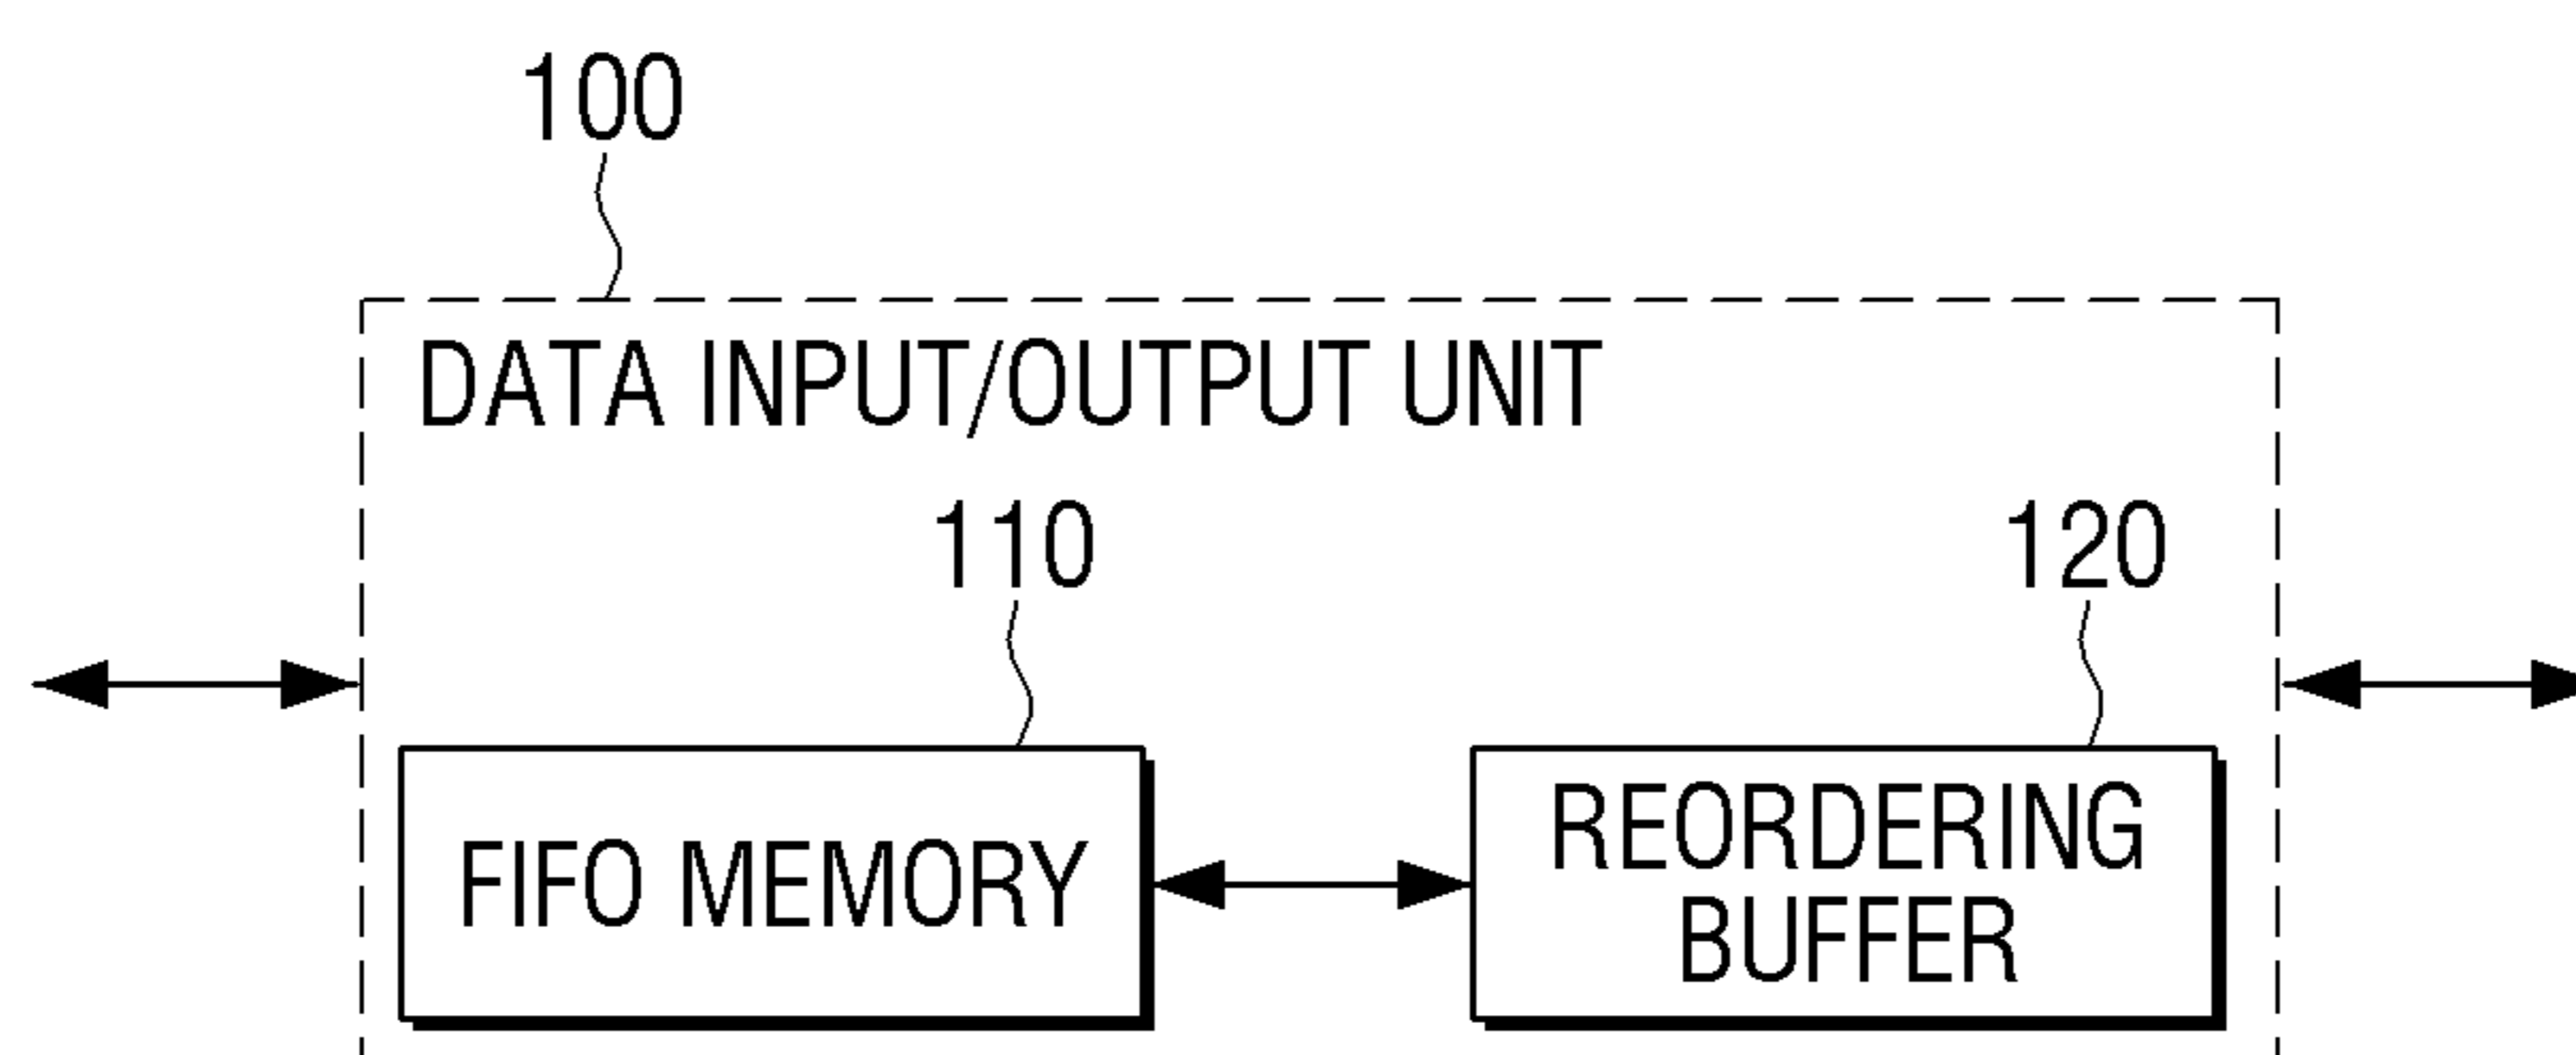 100
DATA INPUT/OUTPUT UNIT
110
120
FIFO MEMORY
REORDERING
BUFFER